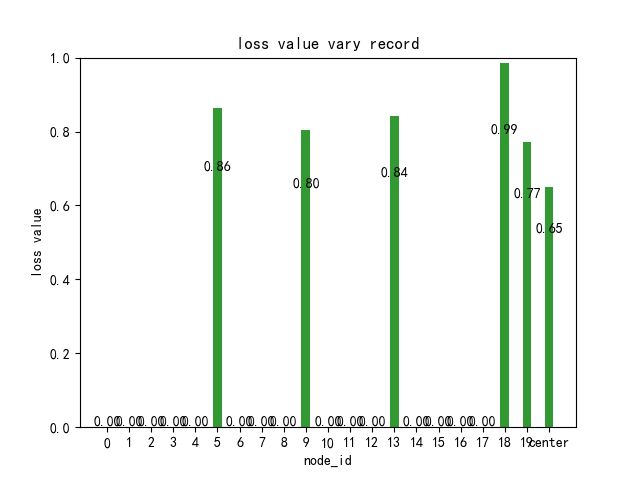 loss value vary record
loss value
1.0
0.8
0.6
0.4
0.2
0.0
0.00 0.00 0.00 0.00 0.00 0.86 0.00 0.00 0.00 0.80 0.00 0.00 0.00 0.84 0.00 0.00 0.00 0.00 0.99 0.77 0.65
0 1 2 3 4 5 6 7 8 9 10 11 12 13 14 15 16 17 18 19 center
node_id